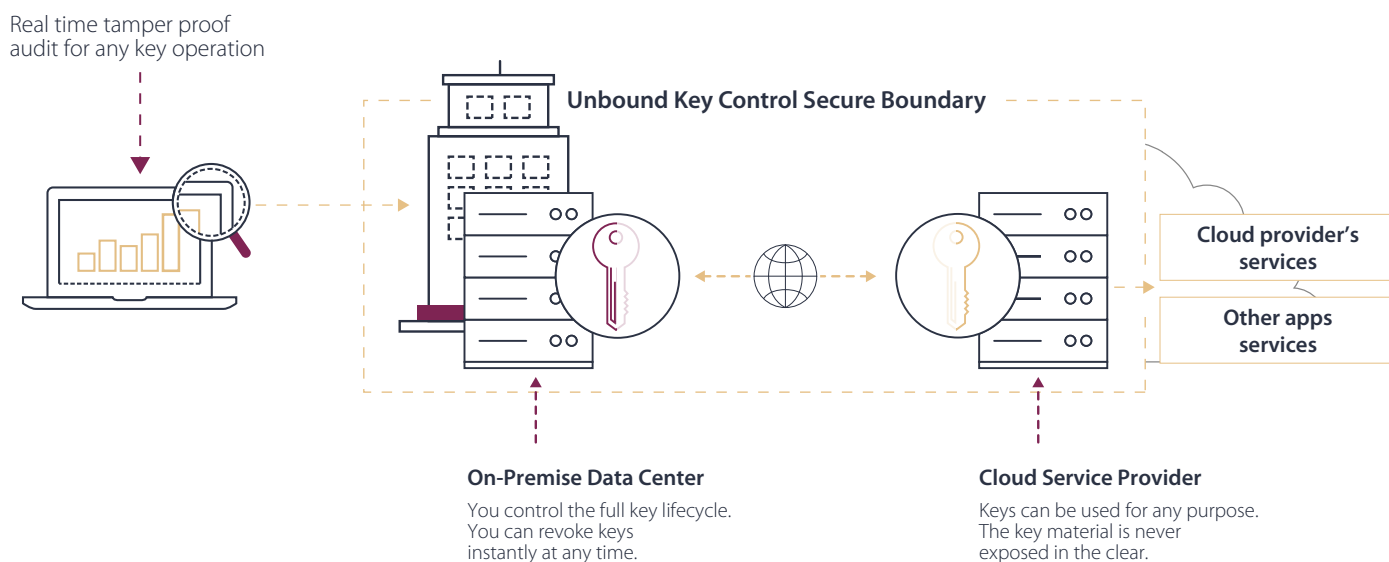 Real time tamper proof
audit for any key operation
Unbound Key Control Secure Boundary
Cloud provider’s
services
Other apps
services
On-Premise Data Center
You control the full key lifecycle.
You can revoke keys
instantly at any time.
Cloud Service Provider
Keys can be used for any purpose.
The key material is never
exposed in the clear.